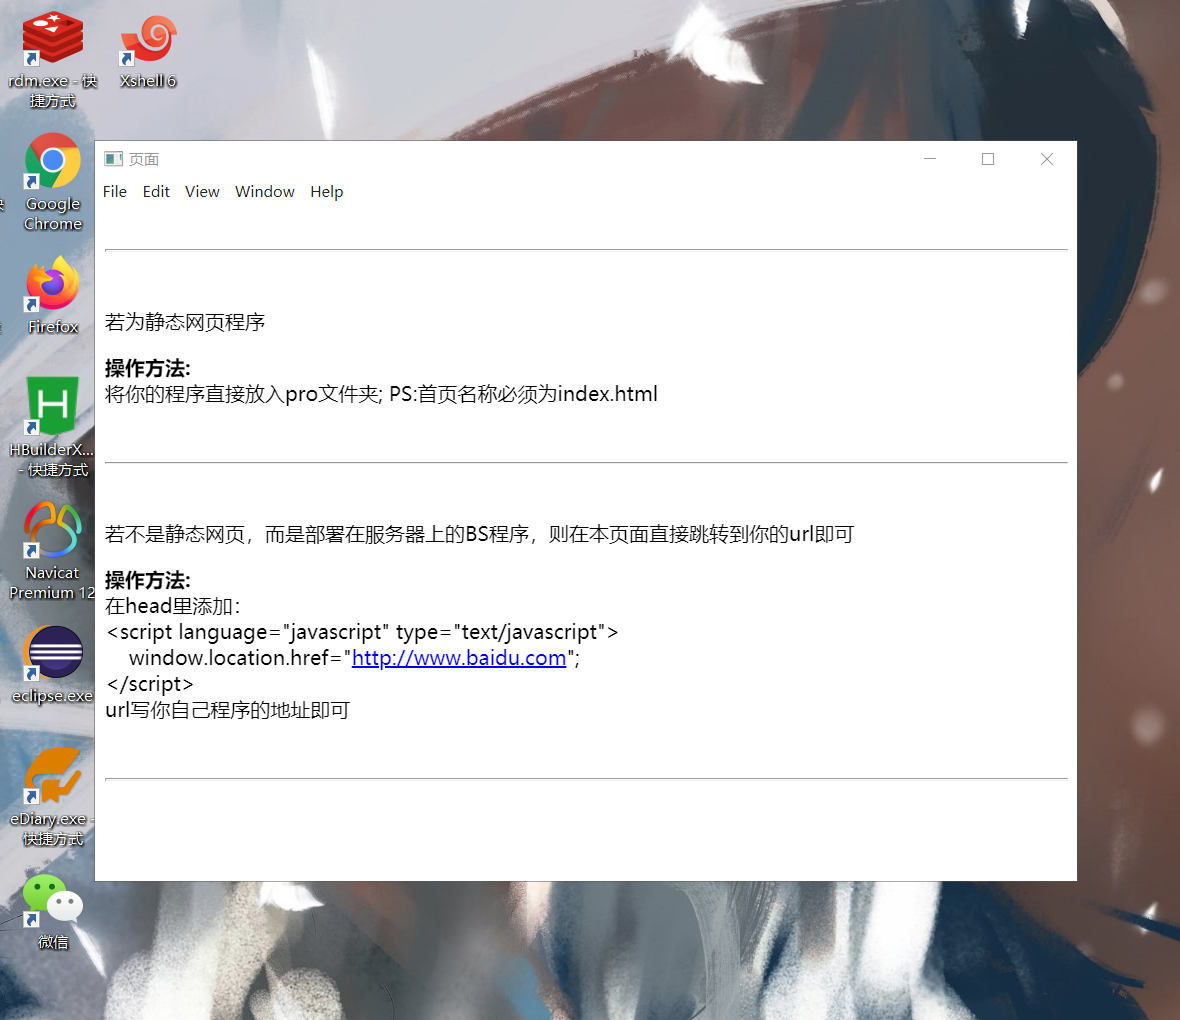 rdm.exe - 快
捷方式
Xshell 6
Google
Chrome
Firefox
HBuilderX...
- 快捷方式
Navicat
Premium 12
eclipse.exe
eDiary.exe -
快捷方式
微信
页面
File Edit View Window Help
若为静态网页程序
操作方法:
将你的程序直接放入pro文件夹; PS:首页名称必须为index.html
若不是静态网页，而是部署在服务器上的BS程序，则在本页面直接跳转到你的url即可
操作方法:
在head里添加：
<script language="javascript" type="text/javascript">
window.location.href="http://www.baidu.com";
</script>
url写你自己程序的地址即可